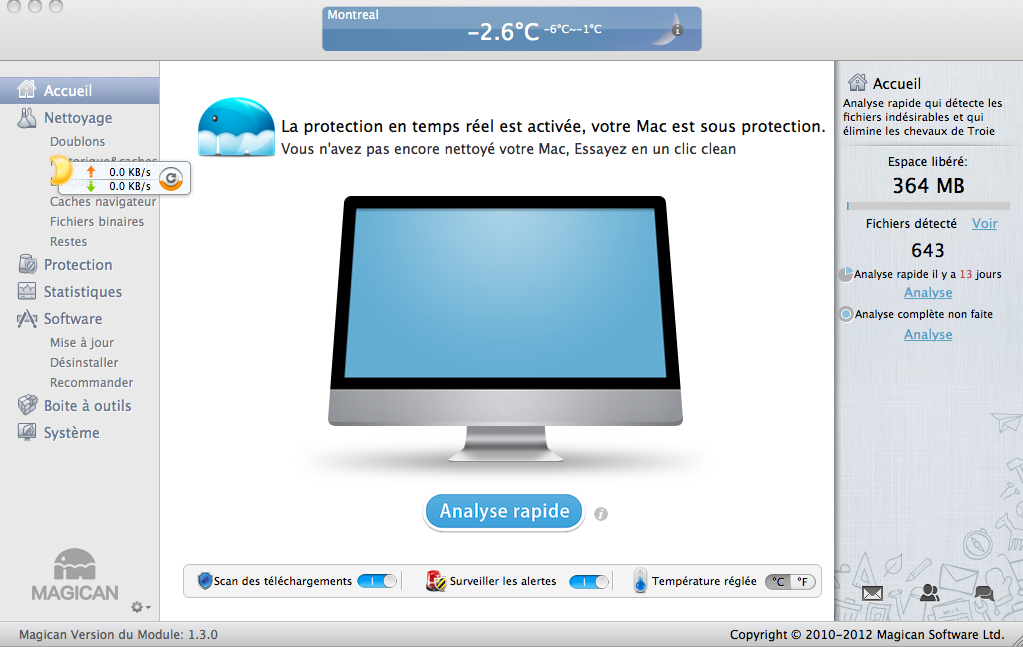 Montreal
-2.6°C -6°C~-1°C
Accueil
Nettoyage
Doublons
0.0 KB/s
0.0 KB/s
Caches navigateur
Fichiers binaires
Restes
Protection
Statistiques
Software
Mise à jour
Désinstaller
Recommander
Boite à outils
Système
MAGICAN
La protection en temps réel est activée, votre Mac est sous protection.
Vous n'avez pas encore nettoyé votre Mac, Essayez en un clic clean
Analyse rapide
Scan des téléchargements
Surveiller les alertes
Température réglée °C °F
Accueil
Analyse rapide qui détecte les
fichiers indésirables et qui
élimine les chevaux de Troie
Espace libéré:
364 MB
Fichiers détecté Voir
643
Analyse rapide il y a 13 jours
Analyse
Analyse complète non faite
Analyse
Magican Version du Module: 1.3.0
Copyright © 2010-2012 Magican Software Ltd.